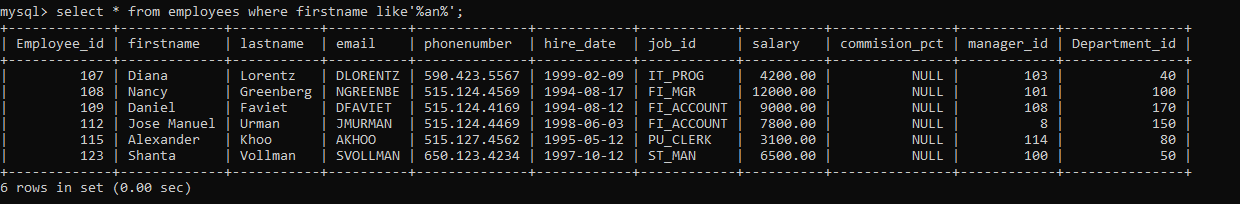 mysql> select * from employees where firstname like'%an%';
+-------------+-------------+-----------+----------+--------------+------------+------------+----------+---------------+------------+---------------+
| Employee_id | firstname   | lastname  | email    | phonenumber  | hire_date  | job_id     | salary   | commision_pct | manager_id | Department_id |
+-------------+-------------+-----------+----------+--------------+------------+------------+----------+---------------+------------+---------------+
|         107 | Diana       | Lorentz   | DLORENTZ | 590.423.5567 | 1999-02-09 | IT_PROG    |  4200.00 |          NULL |        103 |            40 |
|         108 | Nancy       | Greenberg | NGREENBE | 515.124.4569 | 1994-08-17 | FI_MGR     | 12000.00 |          NULL |        101 |           100 |
|         109 | Daniel      | Faviet    | DFAVIET  | 515.124.4169 | 1994-08-12 | FI_ACCOUNT |  9000.00 |          NULL |        108 |           170 |
|         112 | Jose Manuel | Urman     | JMURMAN  | 515.124.4469 | 1998-06-03 | FI_ACCOUNT |  7800.00 |          NULL |          8 |           150 |
|         115 | Alexander   | Khoo      | AKHOO    | 515.127.4562 | 1995-05-12 | PU_CLERK   |  3100.00 |          NULL |        114 |            80 |
|         123 | Shanta      | Vollman   | SVOLLMAN | 650.123.4234 | 1997-10-12 | ST_MAN     |  6500.00 |          NULL |        100 |            50 |
+-------------+-------------+-----------+----------+--------------+------------+------------+----------+---------------+------------+---------------+
6 rows in set (0.00 sec)